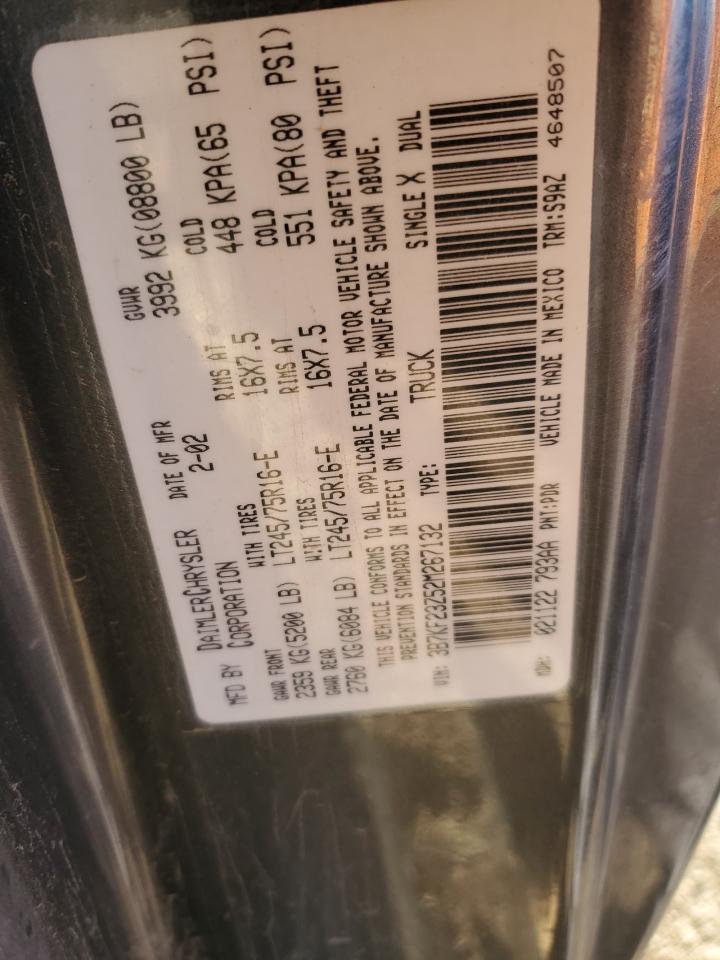 MFD BY DAIMLERCHRYSLER CORPORATION DATE OF MFR 2-02 GVWR 3992 KG(08800 LB)
GAWR FRONT WITH TIRES RIMS AT COLD
2359 KG(5200 LB) LT245/75R16-E 16X7.5 448 KPA(65 PSI)
GAWR REAR WITH TIRES RIMS AT COLD
2760 KG(6084 LB) LT245/75R16-E 16X7.5 551 KPA(80 PSI)
THIS VEHICLE CONFORMS TO ALL APPLICABLE FEDERAL MOTOR VEHICLE SAFETY AND THEFT
PREVENTION STANDARDS IN EFFECT ON THE DATE OF MANUFACTURE SHOWN ABOVE.
VIN: 3B7KF23Z52M267132 TYPE: TRUCK SINGLE X DUAL
MDH: 021122 793AA PNT:PDR VEHICLE MADE IN MEXICO TRM:S9AZ 4648507